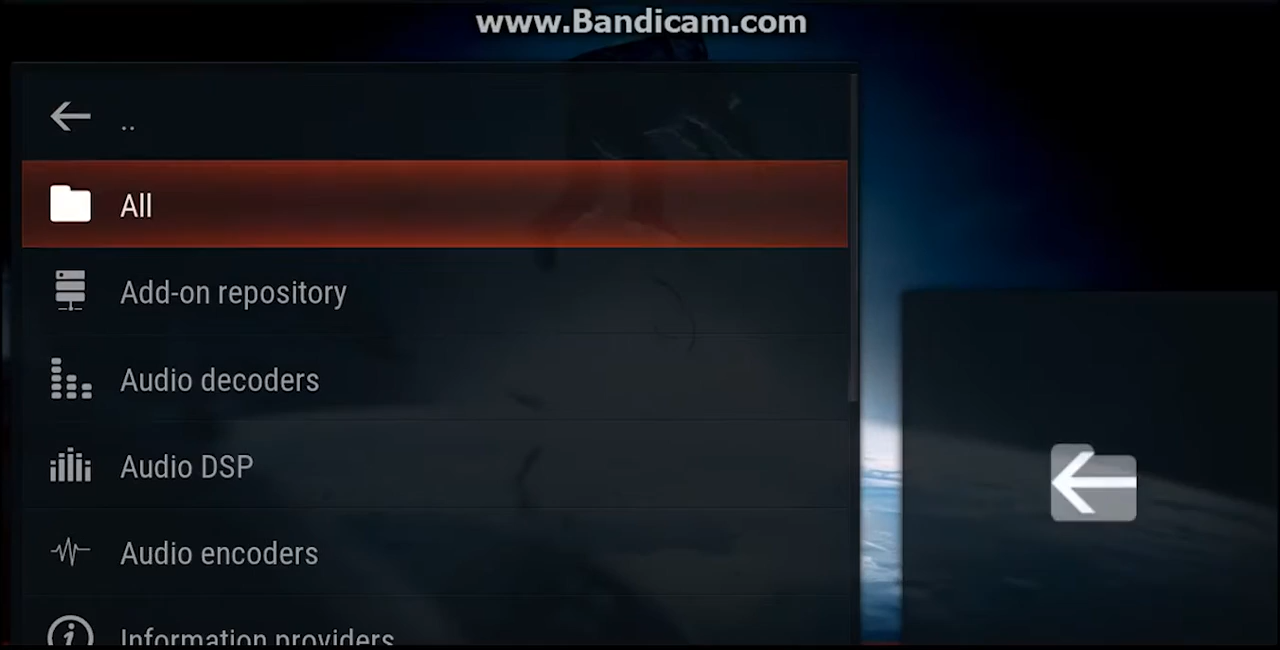 www.Bandicam.com
..
All
Add-on repository
Audio decoders
Audio DSP
Audio encoders
Information providers